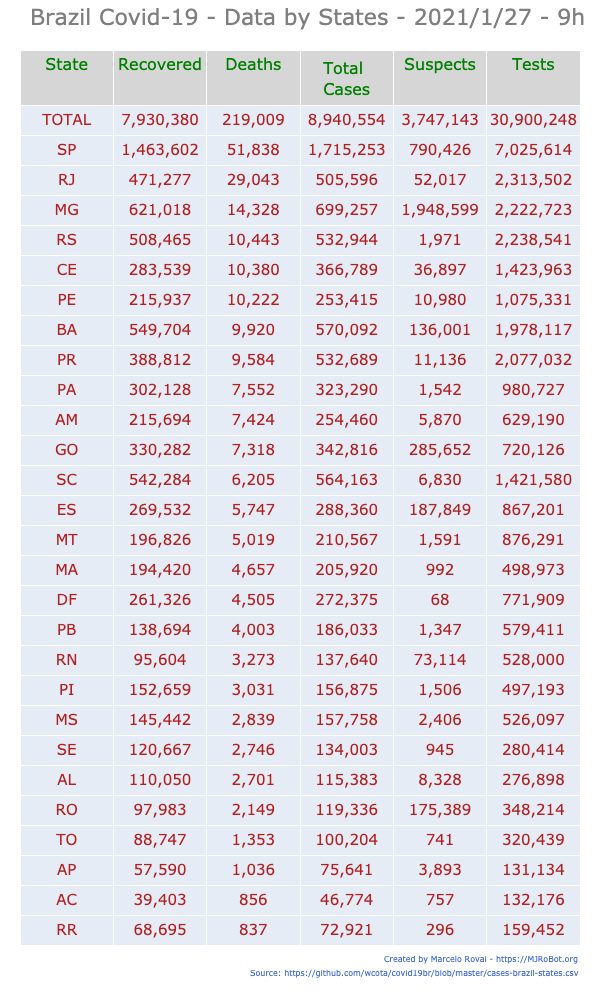 Brazil Covid-19 - Data by States - 2021/1/27 - 9h
State Recovered Deaths Total Cases Suspects Tests
TOTAL 7,930,380 219,009 8,940,554 3,747,143 30,900,248
SP 1,463,602 51,838 1,715,253 790,426 7,025,614
RJ 471,277 29,043 505,596 52,017 2,313,502
MG 621,018 14,328 699,257 1,948,599 2,222,723
RS 508,465 10,443 532,944 1,971 2,238,541
CE 283,539 10,380 366,789 36,897 1,423,963
PE 215,937 10,222 253,415 10,980 1,075,331
BA 549,704 9,920 570,092 136,001 1,978,117
PR 388,812 9,584 532,689 11,136 2,077,032
PA 302,128 7,552 323,290 1,542 980,727
AM 215,694 7,424 254,460 5,870 629,190
GO 330,282 7,318 342,816 285,652 720,126
SC 542,284 6,205 564,163 6,830 1,421,580
ES 269,532 5,747 288,360 187,849 867,201
MT 196,826 5,019 210,567 1,591 876,291
MA 194,420 4,657 205,920 992 498,973
DF 261,326 4,505 272,375 68 771,909
PB 138,694 4,003 186,033 1,347 579,411
RN 95,604 3,273 137,640 73,114 528,000
PI 152,659 3,031 156,875 1,506 497,193
MS 145,442 2,839 157,758 2,406 526,097
SE 120,667 2,746 134,003 945 280,414
AL 110,050 2,701 115,383 8,328 276,898
RO 97,983 2,149 119,336 175,389 348,214
TO 88,747 1,353 100,204 741 320,439
AP 57,590 1,036 75,641 3,893 131,134
AC 39,403 856 46,774 757 132,176
RR 68,695 837 72,921 296 159,452
Created by Marcelo Rovai - https://MJRoBot.org
Source: https://github.com/wcota/covid19br/blob/master/cases-brazil-states.csv